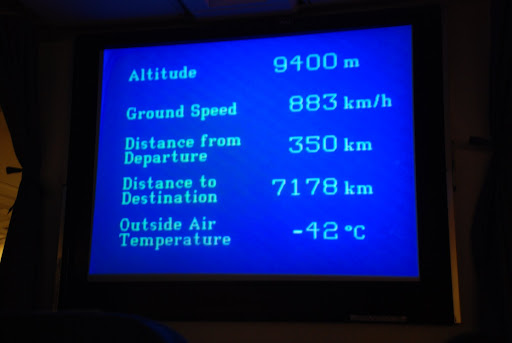 Altitude 9400 m
Ground Speed 883 km/h
Distance from
Departure 350 km
Distance to
Destination 7178 km
Outside Air
Temperature -42 °C